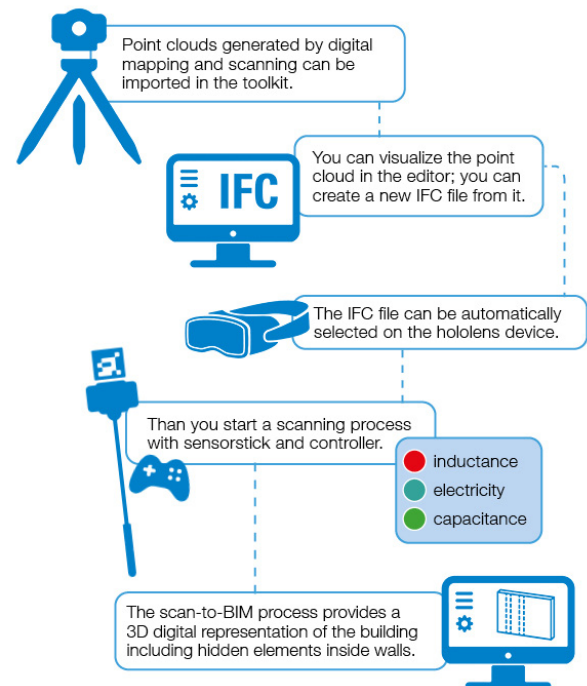 Point clouds generated by digital
mapping and scanning can be
imported in the toolkit.
IFC
You can visualize the point
cloud in the editor; you can
create a new IFC file from it.
The IFC file can be automatically
selected on the hololens device.
Than you start a scanning process
with sensorstick and controller.
inductance
electricity
capacitance
The scan-to-BIM process provides a
3D digital representation of the building
including hidden elements inside walls.